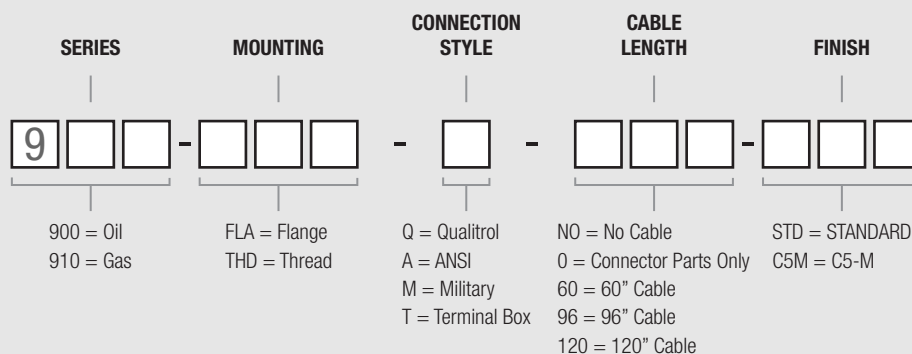 SERIES
MOUNTING
CONNECTION
STYLE
CABLE
LENGTH
FINISH
9 - - - -
900 = Oil
910 = Gas
FLA = Flange
THD = Thread
Q = Qualitrol
A = ANSI
M = Military
T = Terminal Box
NO = No Cable
0 = Connector Parts Only
60 = 60” Cable
96 = 96” Cable
120 = 120” Cable
STD = STANDARD
C5M = C5-M